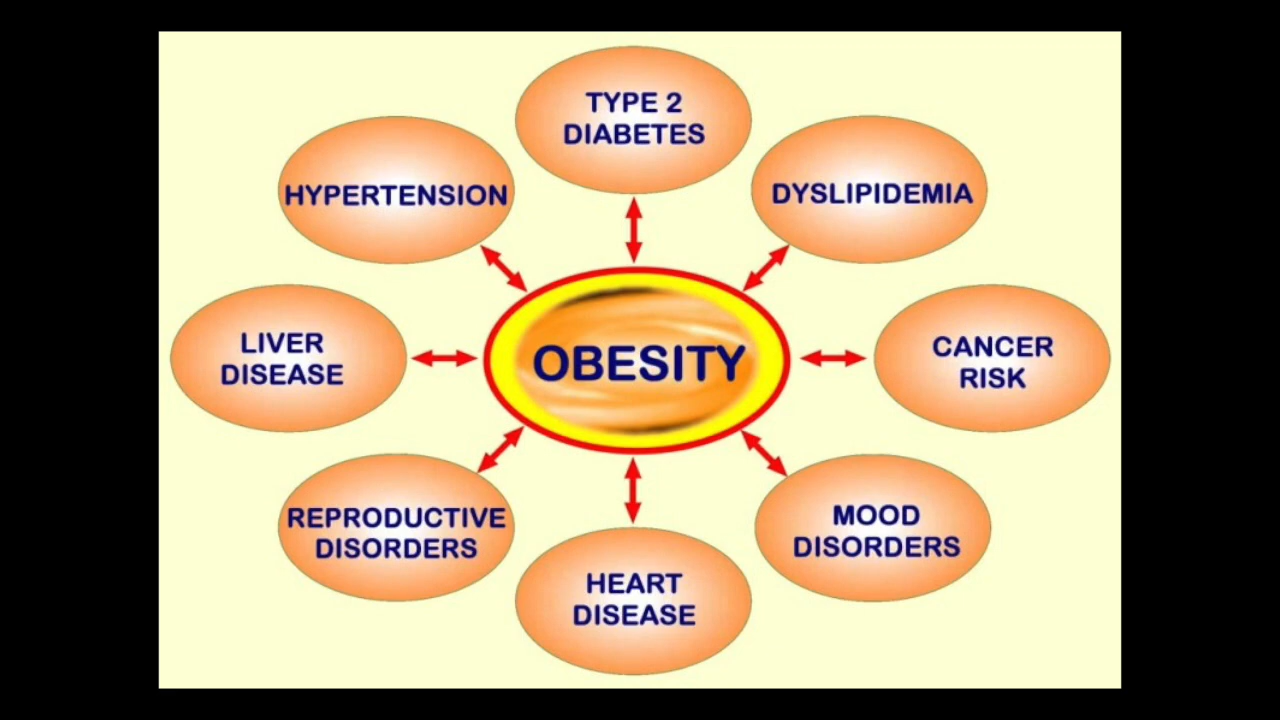 TYPE 2
DIABETES
HYPERTENSION
DYSLIPIDEMIA
LIVER
DISEASE
OBESITY
CANCER
RISK
REPRODUCTIVE
DISORDERS
MOOD
DISORDERS
HEART
DISEASE